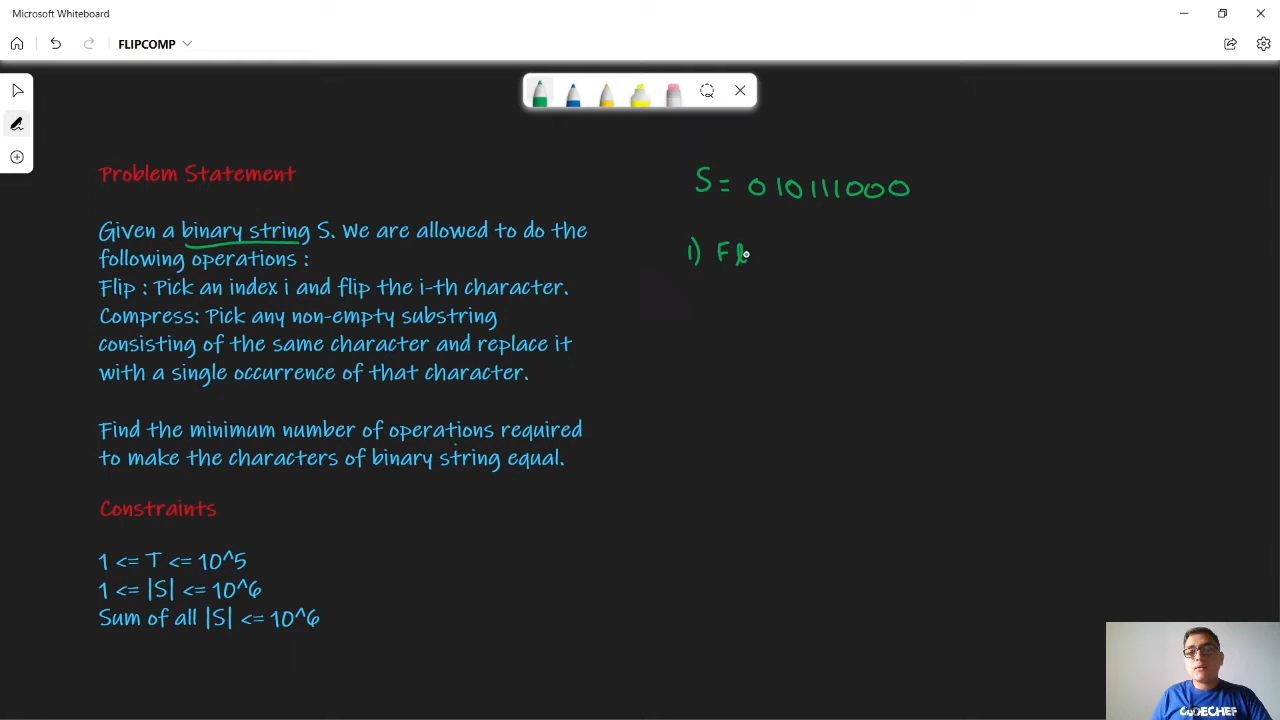 Microsoft Whiteboard
FLIPCOMP
Problem Statement
Given a binary string S. We are allowed to do the
following operations :
Flip : Pick an index i and flip the i-th character.
Compress: Pick any non-empty substring
consisting of the same character and replace it
with a single occurrence of that character.
Find the minimum number of operations required
to make the characters of binary string equal.
Constraints
1 <= T <= 10^5
1 <= |S| <= 10^6
Sum of all |S| <= 10^6
S = 010111000
1) Fl
CODECHEF